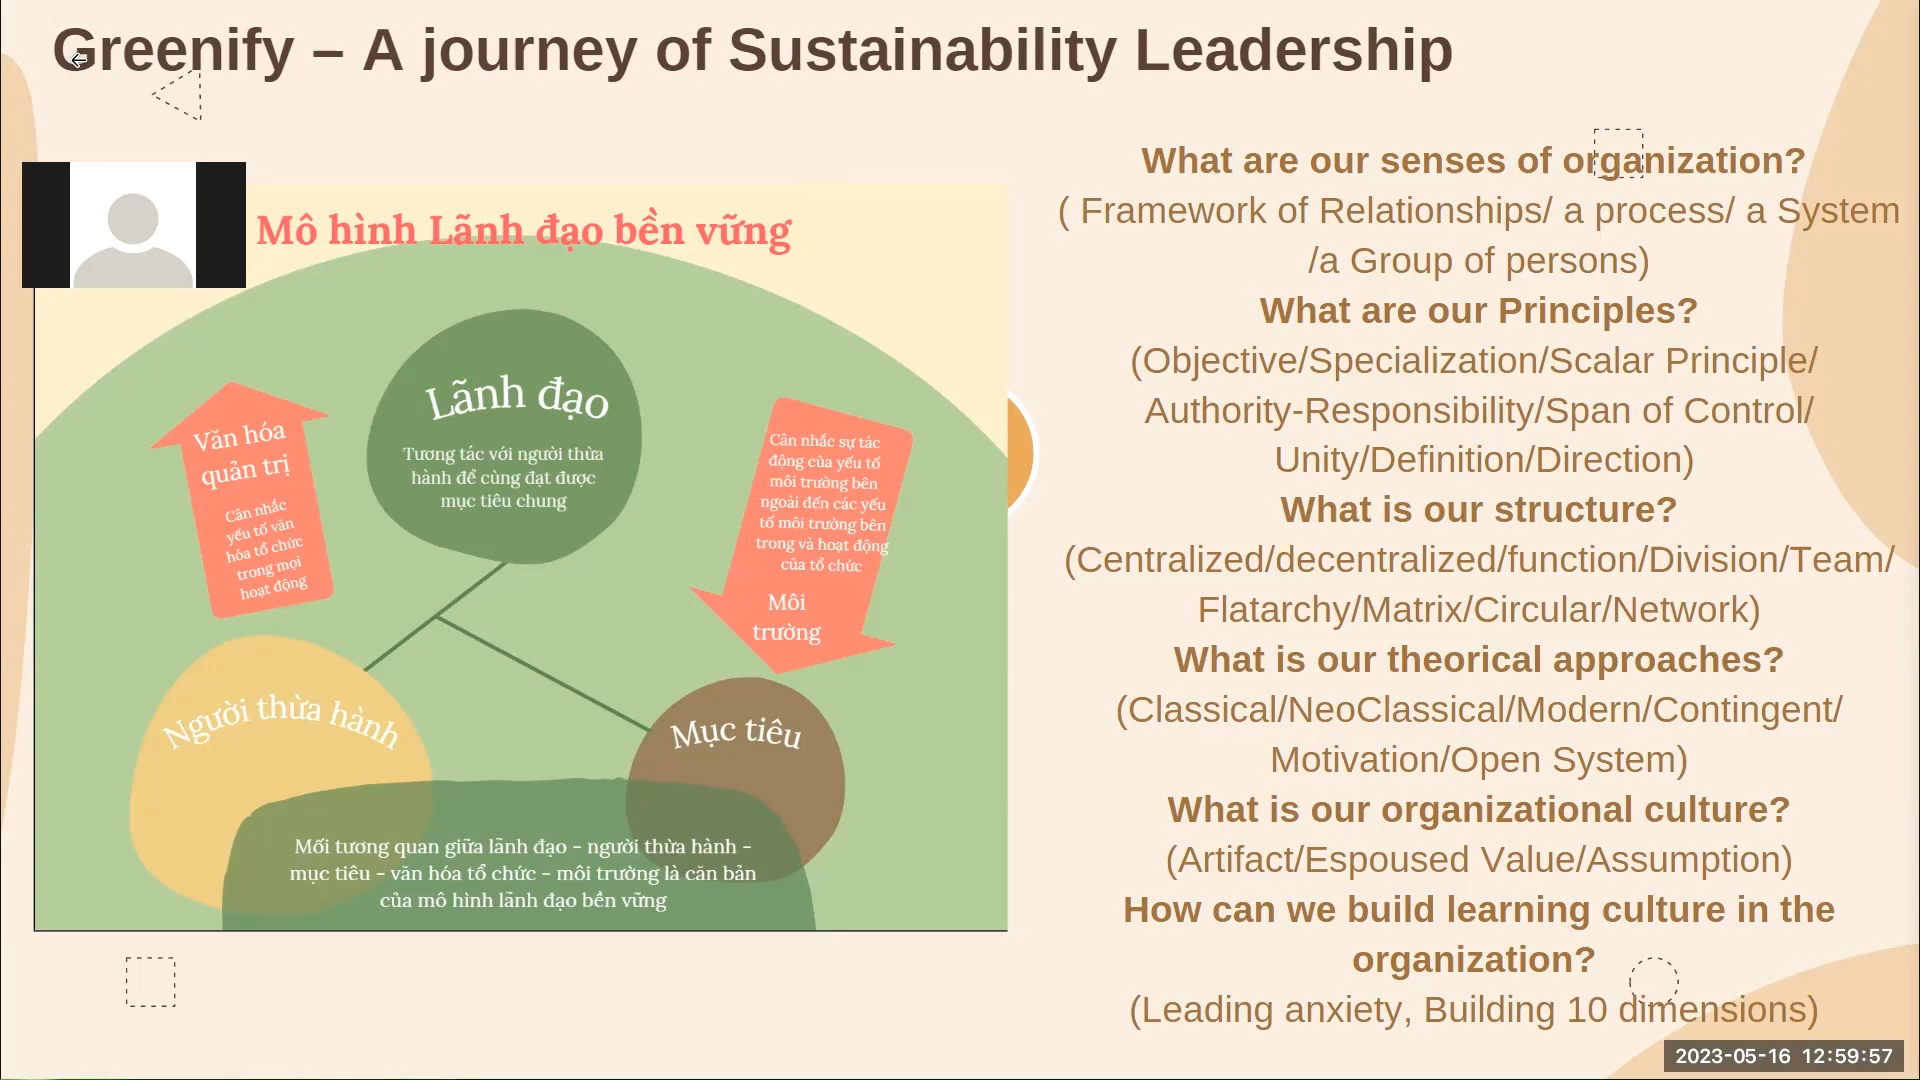 Greenify – A journey of Sustainability Leadership
Mô hình Lãnh đạo bền vững
Lãnh đạo
Tương tác với người thừa
hành để cùng đạt được
mục tiêu chung
Văn hóa
quản trị
Cân nhắc
yếu tố văn
hóa tổ chức
trong mọi
hoạt động
Cân nhắc sự tác
động của yếu tố
môi trường bên
ngoài đến các yếu
tố môi trường bên
trong và hoạt động
của tổ chức
Môi
trường
Người thừa hành
Mục tiêu
Mối tương quan giữa lãnh đạo - người thừa hành -
mục tiêu - văn hóa tổ chức - môi trường là căn bản
của mô hình lãnh đạo bền vững
What are our senses of organization?
( Framework of Relationships/ a process/ a System
/a Group of persons)
What are our Principles?
(Objective/Specialization/Scalar Principle/
Authority-Responsibility/Span of Control/
Unity/Definition/Direction)
What is our structure?
(Centralized/decentralized/function/Division/Team/
Flatarchy/Matrix/Circular/Network)
What is our theorical approaches?
(Classical/NeoClassical/Modern/Contingent/
Motivation/Open System)
What is our organizational culture?
(Artifact/Espoused Value/Assumption)
How can we build learning culture in the
organization?
(Leading anxiety, Building 10 dimensions)
2023-05-16 12:59:57